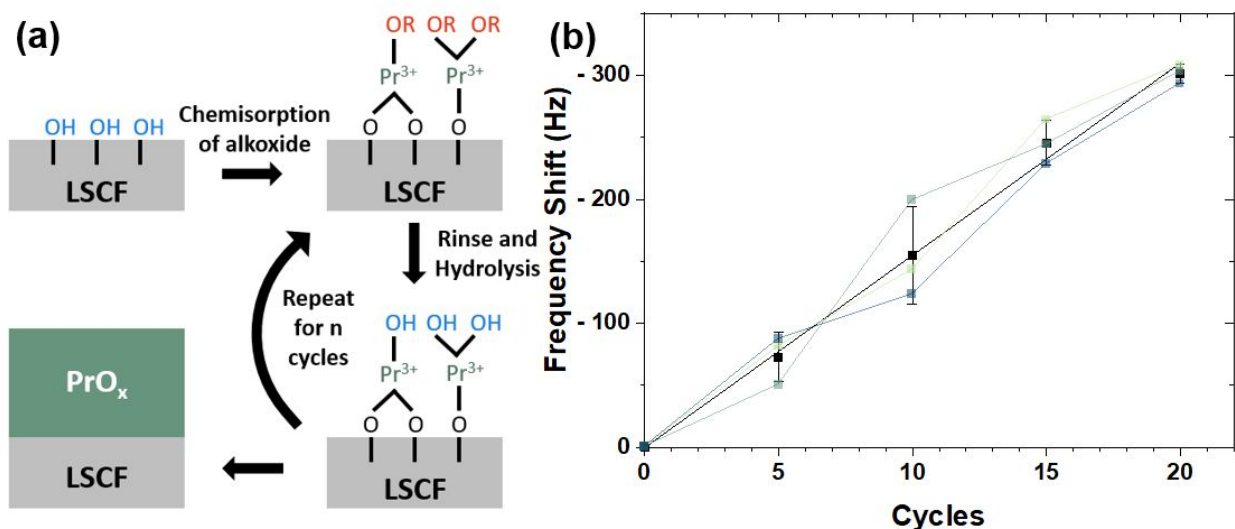 (a)
OR OR OR
Pr³⁺ Pr³⁺
OH OH OH
Chemisorption
of alkoxide
O O O
LSCF
LSCF
Rinse and
Hydrolysis
Repeat
for n
cycles
OH OH OH
Pr³⁺ Pr³⁺
O O O
PrOₓ
LSCF
LSCF
(b)
Frequency Shift (Hz)
- 300
- 200
- 100
0
0 5 10 15 20
Cycles